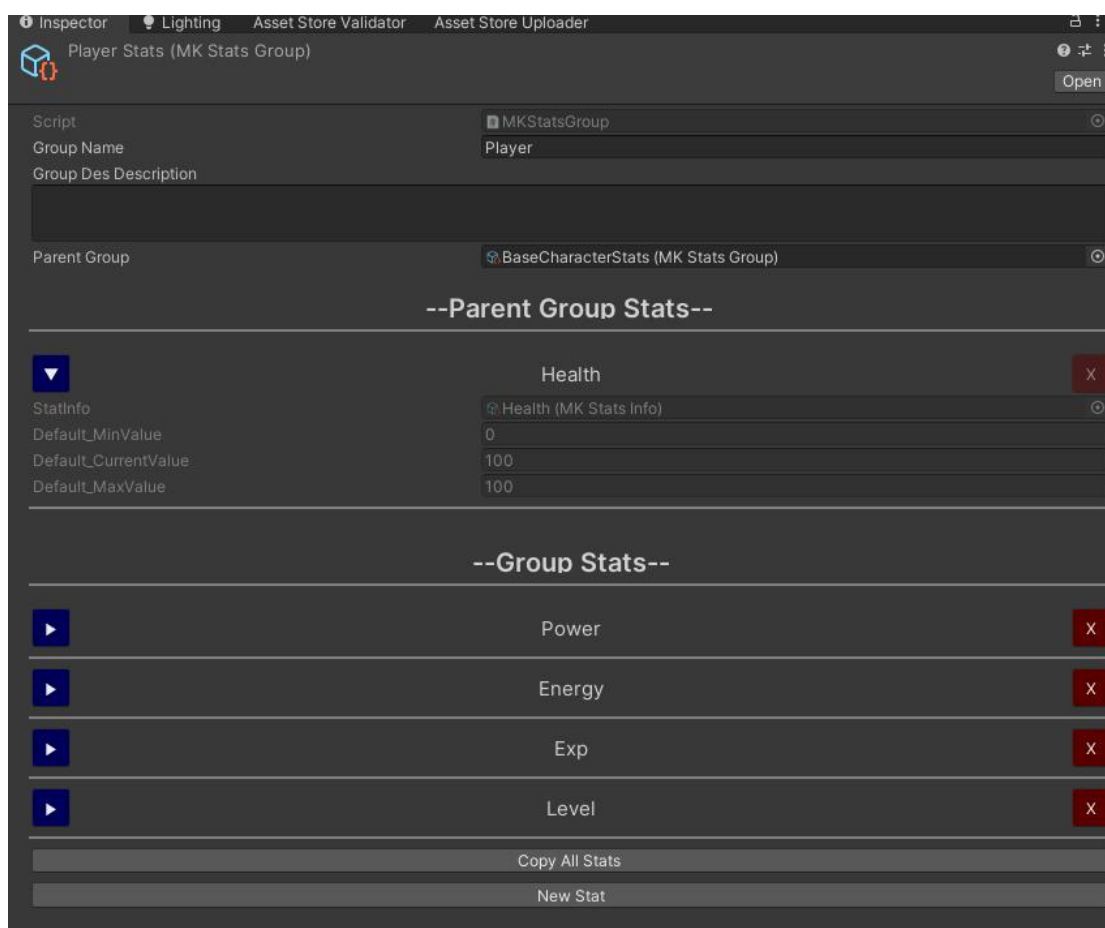 Inspector Lighting Asset Store Validator Asset Store Uploader
Player Stats (MK Stats Group)
Open
Script MKStatsGroup
Group Name Player
Group Des Description
Parent Group BaseCharacterStats (MK Stats Group)
--Parent Group Stats--
Health X
StatInfo Health (MK Stats Info)
Default_MinValue 0
Default_CurrentValue 100
Default_MaxValue 100
--Group Stats--
Power X
Energy X
Exp X
Level X
Copy All Stats
New Stat